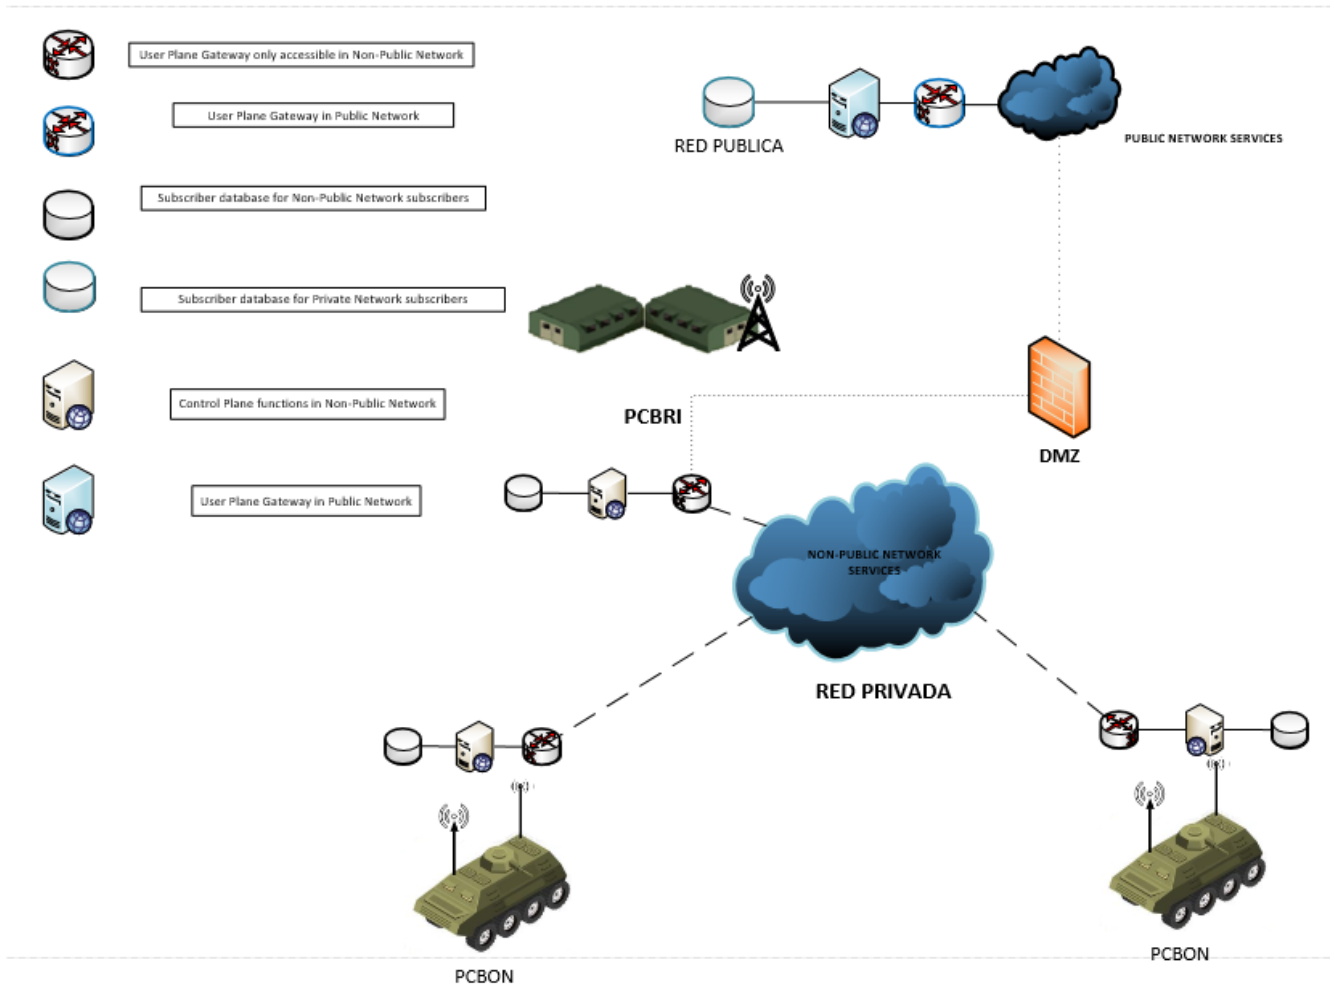 User Plane Gateway only accessible in Non-Public Network
User Plane Gateway in Public Network
Subscriber database for Non-Public Network subscribers
Subscriber database for Private Network subscribers
Control Plane functions in Non-Public Network
User Plane Gateway in Public Network
RED PUBLICA
PUBLIC NETWORK SERVICES
PCBRI
DMZ
NON-PUBLIC NETWORK
SERVICES
RED PRIVADA
PCBON
PCBON